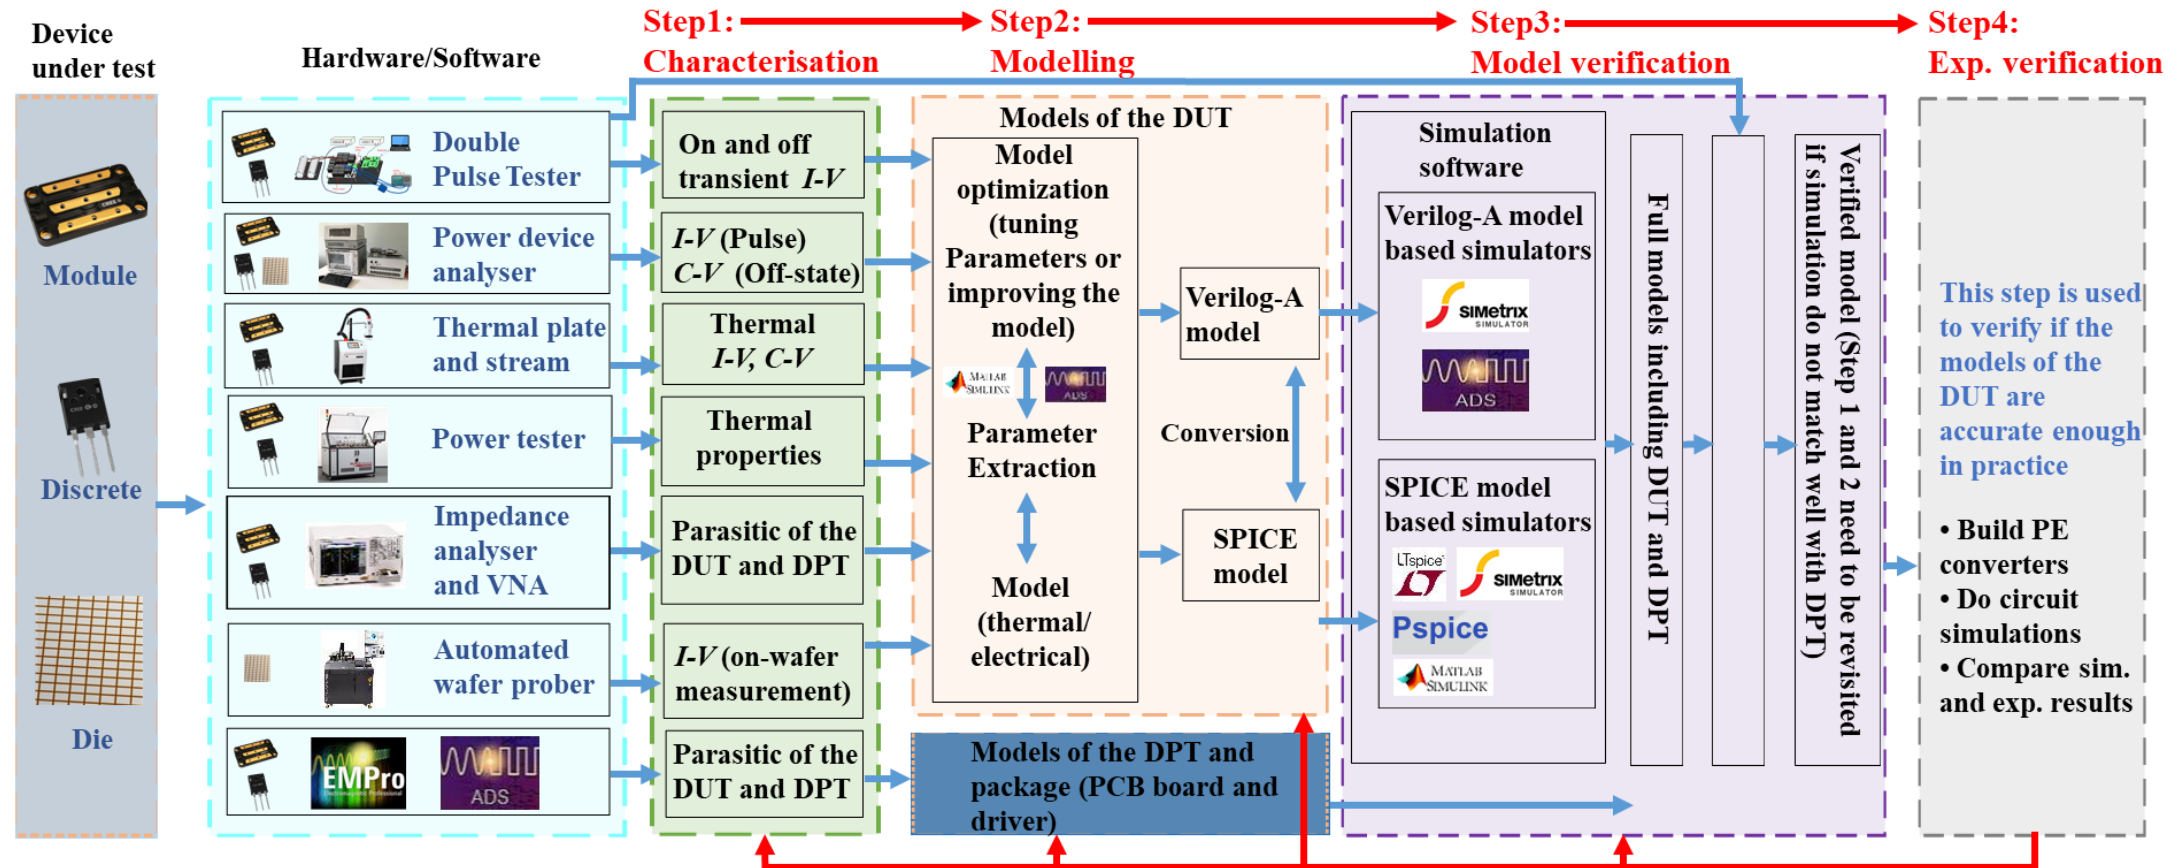 Device
under test
Module
Discrete
Die
Hardware/Software
Double
Pulse Tester
Power device
analyser
Thermal plate
and stream
Power tester
Impedance
analyser
and VNA
Automated
wafer prober
EMPro
Electromagnetic Professional
ADS
Step1:
Characterisation
On and off
transient I-V
I-V (Pulse)
C-V (Off-state)
Thermal
I-V, C-V
Thermal
properties
Parasitic of the
DUT and DPT
I-V (on-wafer
measurement)
Parasitic of the
DUT and DPT
Step2:
Modelling
Models of the DUT
Model
optimization
(tuning
Parameters or
improving the
model)
MATLAB
SIMULINK
ADS
Parameter
Extraction
Model
(thermal/
electrical)
Verilog-A
model
Conversion
SPICE
model
Models of the DPT and
package (PCB board and
driver)
Step3:
Model verification
Simulation
software
Verilog-A model
based simulators
SIMetrix
SIMULATOR
ADS
SPICE model
based simulators
LTspice
SIMetrix
SIMULATOR
Pspice
MATLAB
SIMULINK
Full models including DUT and DPT
Verified model (Step 1 and 2 need to be revisited
if simulation do not match well with DPT)
Step4:
Exp. verification
This step is used
to verify if the
models of the
DUT are
accurate enough
in practice
• Build PE
converters
• Do circuit
simulations
• Compare sim.
and exp. results